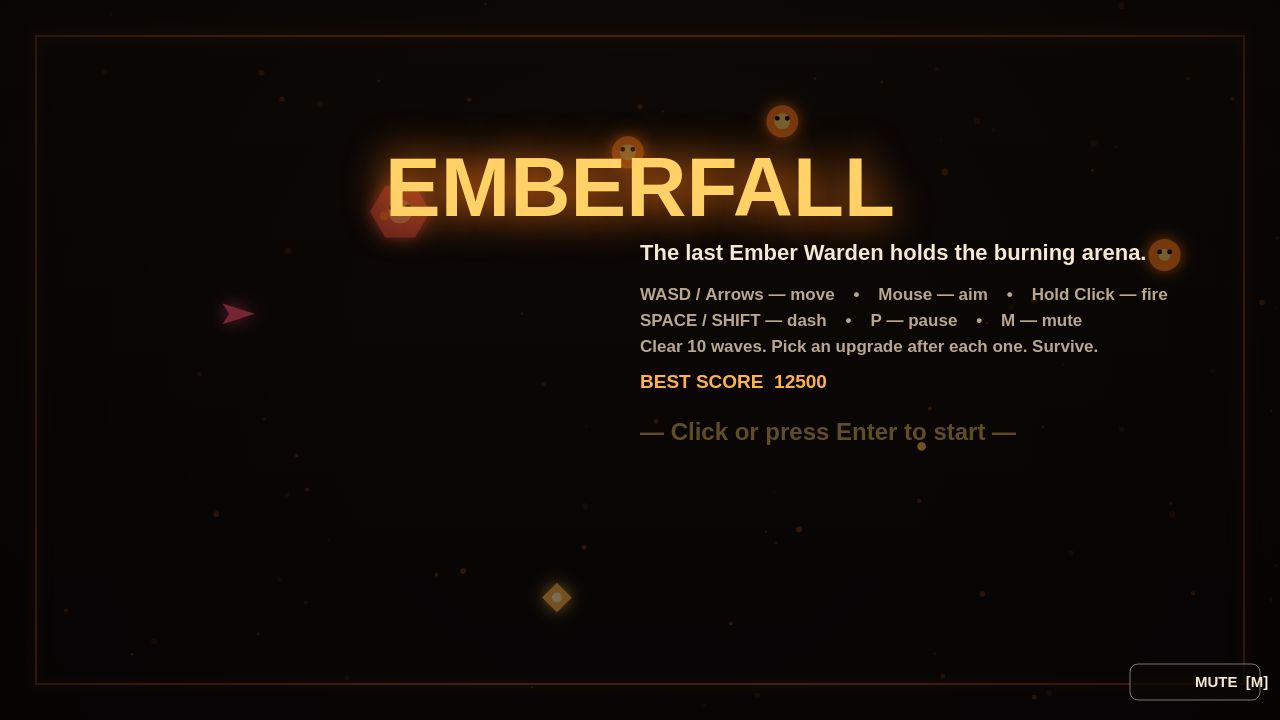 EMBERFALL
The last Ember Warden holds the burning arena.
WASD / Arrows — move • Mouse — aim • Hold Click — fire
SPACE / SHIFT — dash • P — pause • M — mute
Clear 10 waves. Pick an upgrade after each one. Survive.
BEST SCORE 12500
— Click or press Enter to start —
MUTE [M]